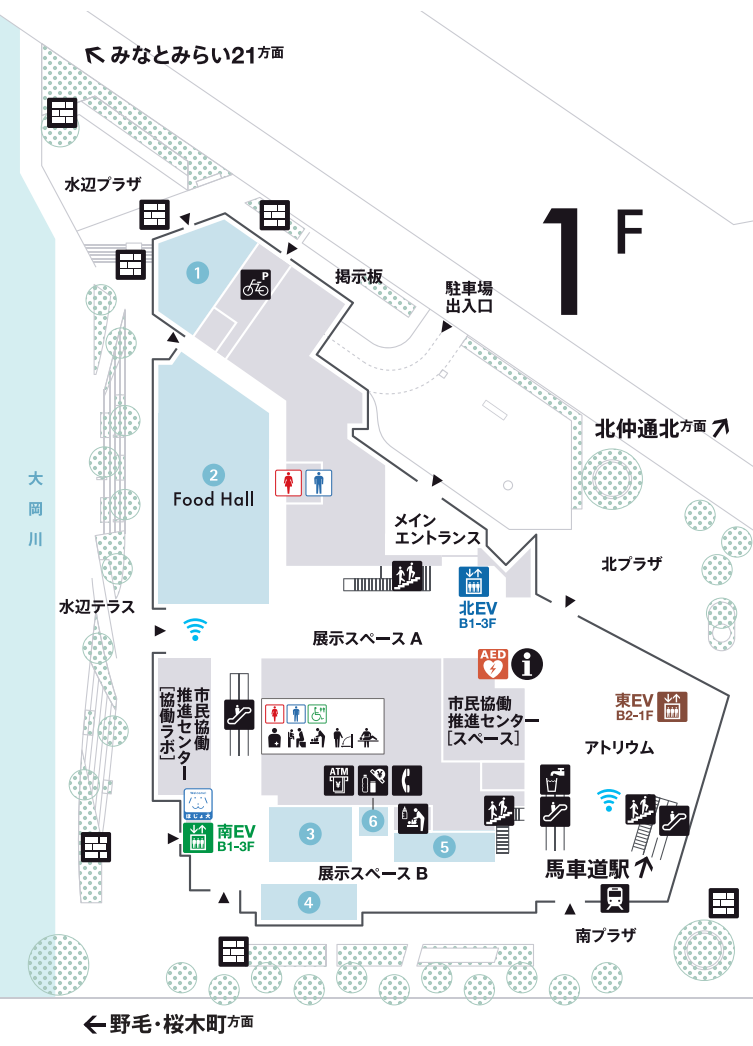 みなとみらい21方面
水辺プラザ
1F
1
P
掲示板
駐車場
出入口
北仲通北方面
2
Food Hall
大岡川
メイン
エントランス
北プラザ
北EV
B1-3F
水辺テラス
展示スペース A
AED
i
市民協働
推進センター
[協働ラボ]
市民協働
推進センター
[スペース]
東EV
B2-1F
アトリウム
ATM
ほじょ犬
南EV
B1-3F
3
6
5
馬車道駅
展示スペース B
4
南プラザ
野毛・桜木町方面